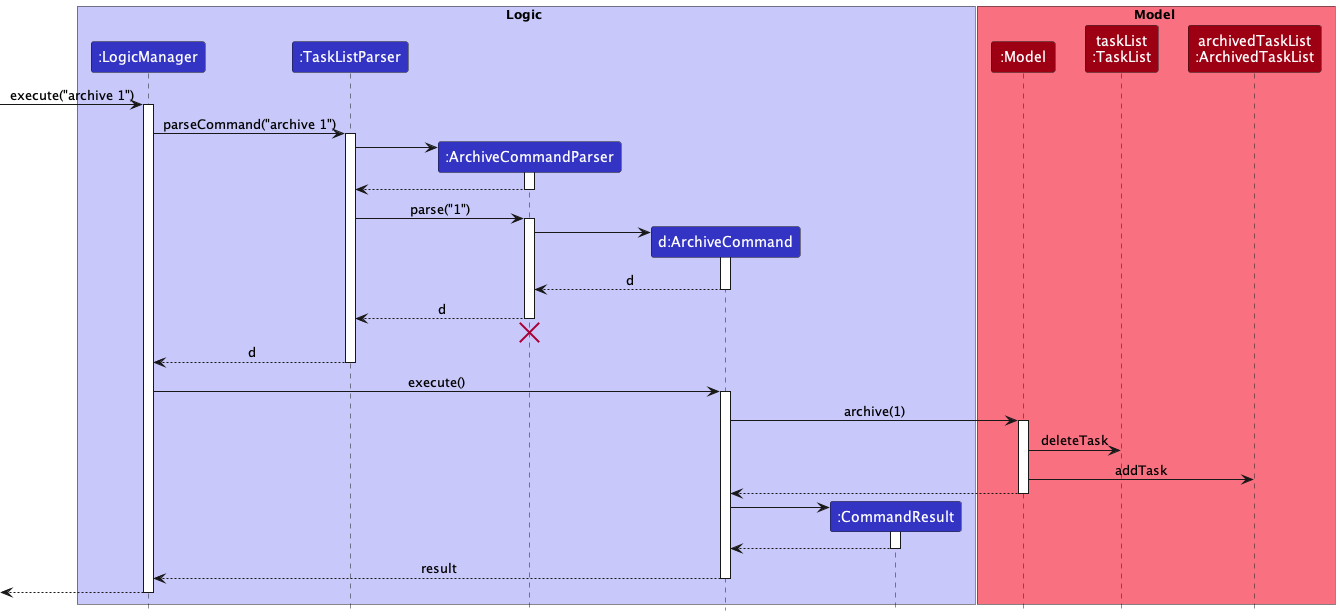 Logic
Model
:LogicManager
:TaskListParser
:Model
taskList
:TaskList
archivedTaskList
:ArchivedTaskList
execute("archive 1")
parseCommand("archive 1")
:ArchiveCommandParser
parse("1")
d:ArchiveCommand
d
d
d
execute()
archive(1)
deleteTask
addTask
:CommandResult
result